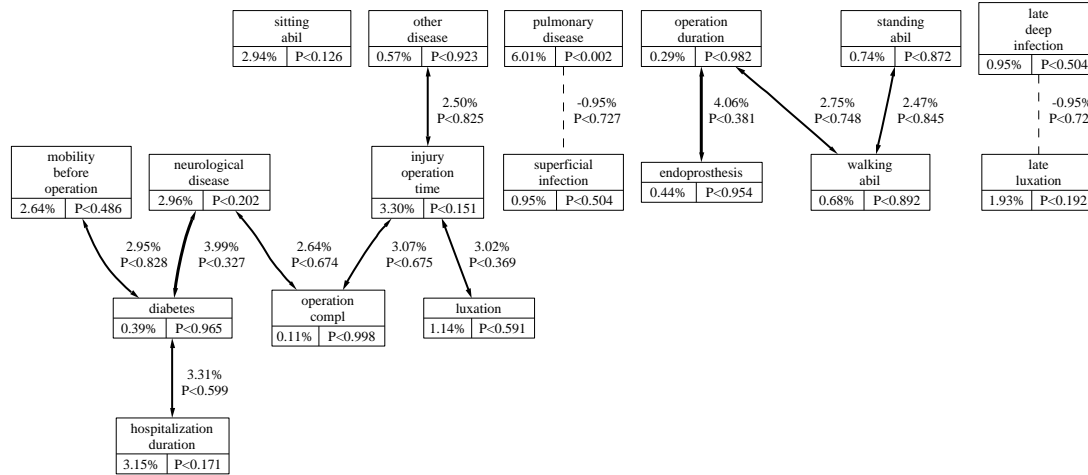 sitting
abil
2.94% P<0.126
other
disease
0.57% P<0.923
pulmonary
disease
6.01% P<0.002
operation
duration
0.29% P<0.982
standing
abil
0.74% P<0.872
late
deep
infection
0.95% P<0.504
2.50%
P<0.825
-0.95%
P<0.727
4.06%
P<0.381
2.75%
P<0.748
2.47%
P<0.845
-0.95%
P<0.72
mobility
before
operation
2.64% P<0.486
neurological
disease
2.96% P<0.202
injury
operation
time
3.30% P<0.151
superficial
infection
0.95% P<0.504
endoprosthesis
0.44% P<0.954
walking
abil
0.68% P<0.892
late
luxation
1.93% P<0.192
2.95%
P<0.828
3.99%
P<0.327
2.64%
P<0.674
3.07%
P<0.675
3.02%
P<0.369
diabetes
0.39% P<0.965
operation
compl
0.11% P<0.998
luxation
1.14% P<0.591
3.31%
P<0.599
hospitalization
duration
3.15% P<0.171